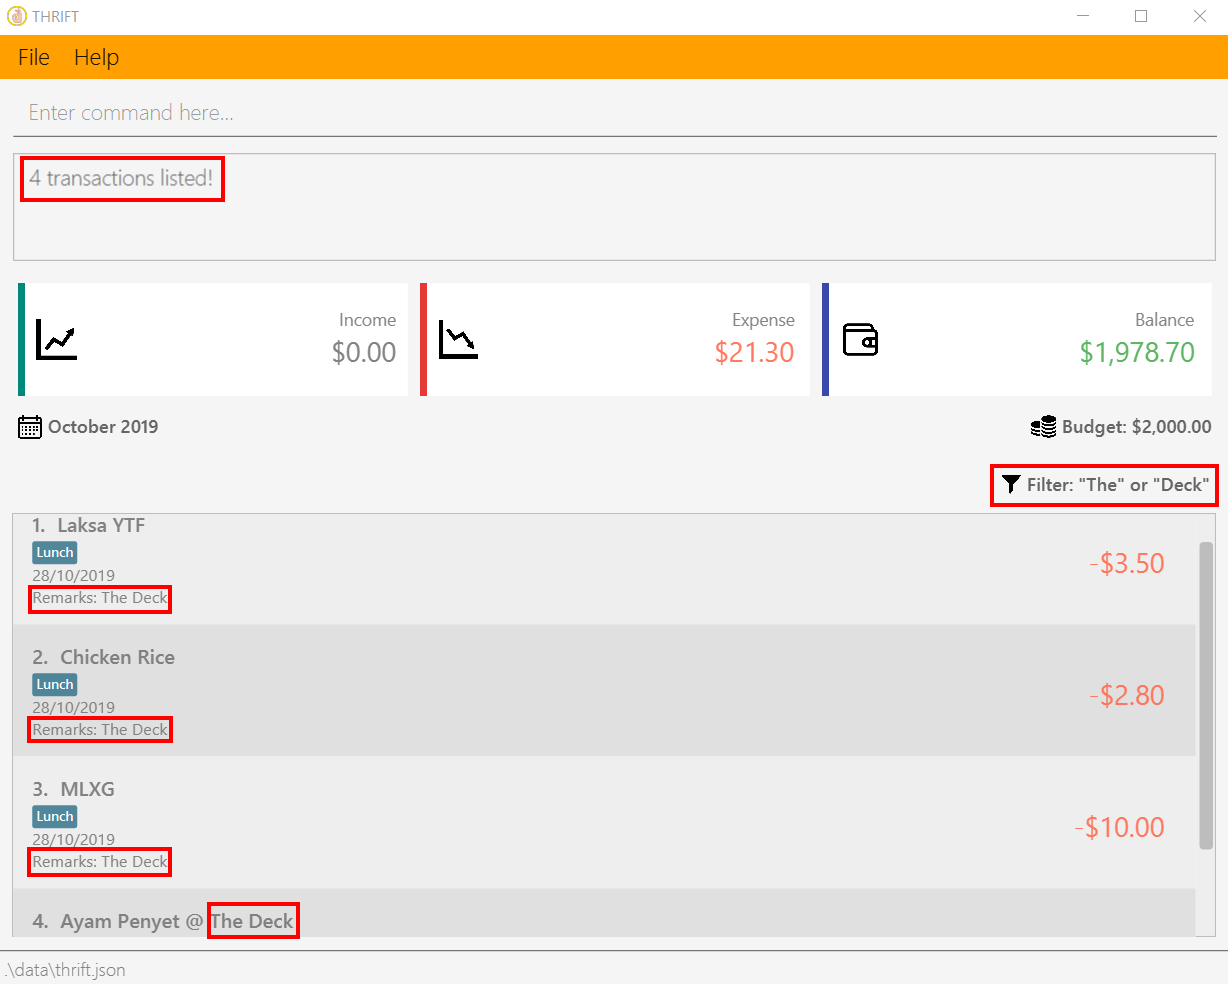 THRIFT
File Help
Enter command here...
4 transactions listed!
Income
$0.00
Expense
$21.30
Balance
$1,978.70
October 2019
Budget: $2,000.00
Filter: "The" or "Deck"
1. Laksa YTF
Lunch
28/10/2019
Remarks: The Deck
-$3.50
2. Chicken Rice
Lunch
28/10/2019
Remarks: The Deck
-$2.80
3. MLXG
Lunch
28/10/2019
Remarks: The Deck
-$10.00
4. Ayam Penyet @ The Deck
.\data\thrift.json